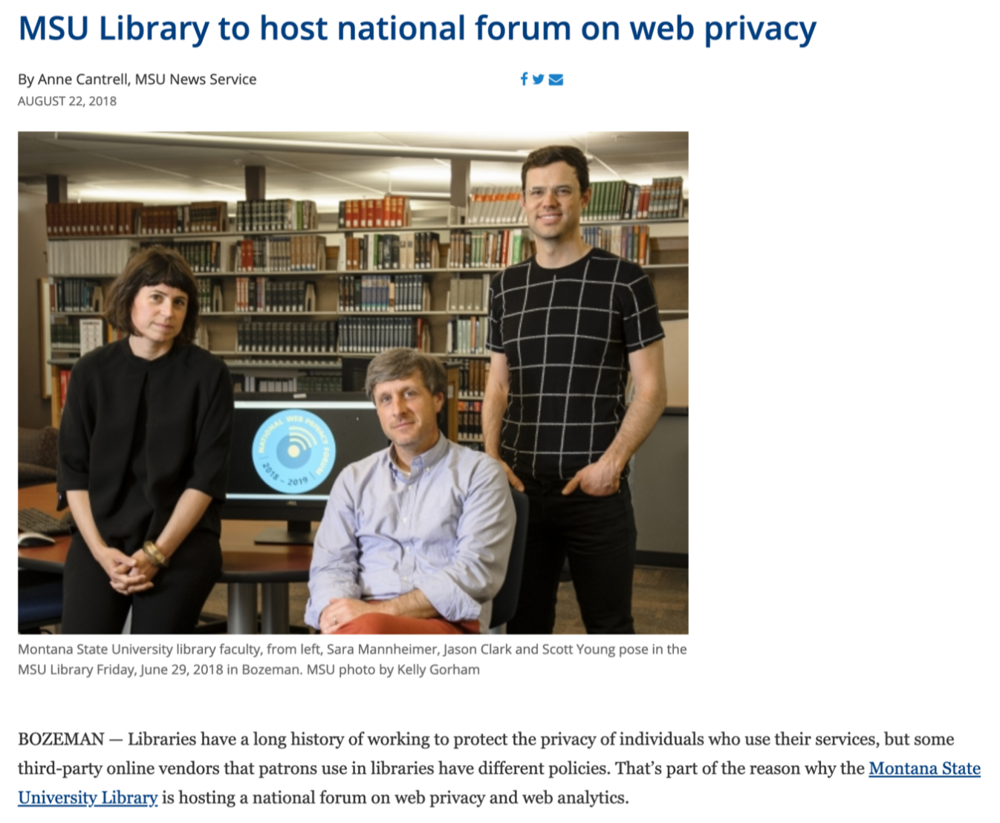 MSU Library to host national forum on web privacy
By Anne Cantrell, MSU News Service
AUGUST 22, 2018
NATIONAL WEB PRIVACY FORUM
2018 - 2019
Montana State University library faculty, from left, Sara Mannheimer, Jason Clark and Scott Young pose in the
MSU Library Friday, June 29, 2018 in Bozeman. MSU photo by Kelly Gorham
BOZEMAN — Libraries have a long history of working to protect the privacy of individuals who use their services, but some
third-party online vendors that patrons use in libraries have different policies. That’s part of the reason why the Montana State
University Library is hosting a national forum on web privacy and web analytics.